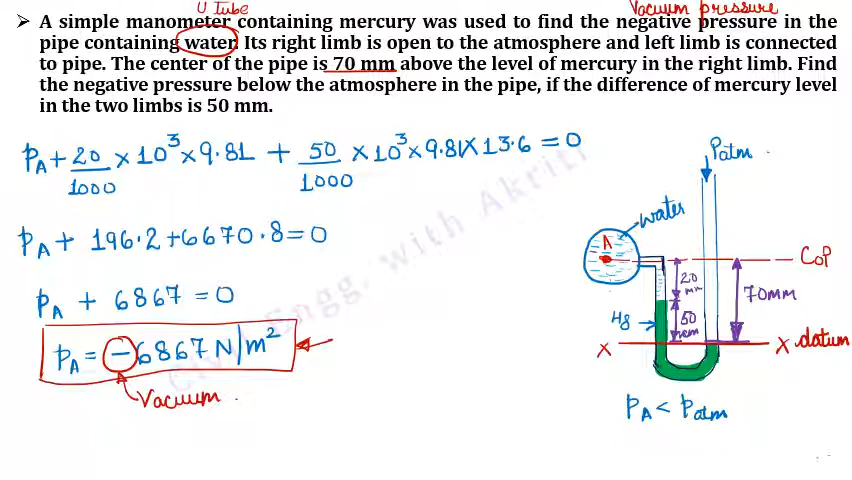 U Tube
Vacuum pressure
➢ A simple manometer containing mercury was used to find the negative pressure in the
pipe containing water. Its right limb is open to the atmosphere and left limb is connected
to pipe. The center of the pipe is 70 mm above the level of mercury in the right limb. Find
the negative pressure below the atmosphere in the pipe, if the difference of mercury level
in the two limbs is 50 mm.
PA + 20/1000 × 10³ × 9.81 + 50/1000 × 10³ × 9.81 × 13.6 = 0
PA + 196.2 + 6670.8 = 0
PA + 6867 = 0
PA = -6867 N/m²
Vacuum.
Patm
water
A
COP
20 mm
70MM
Hg
50 mm
X
X datum
PA < Patm
Civil Engg. with Akriti